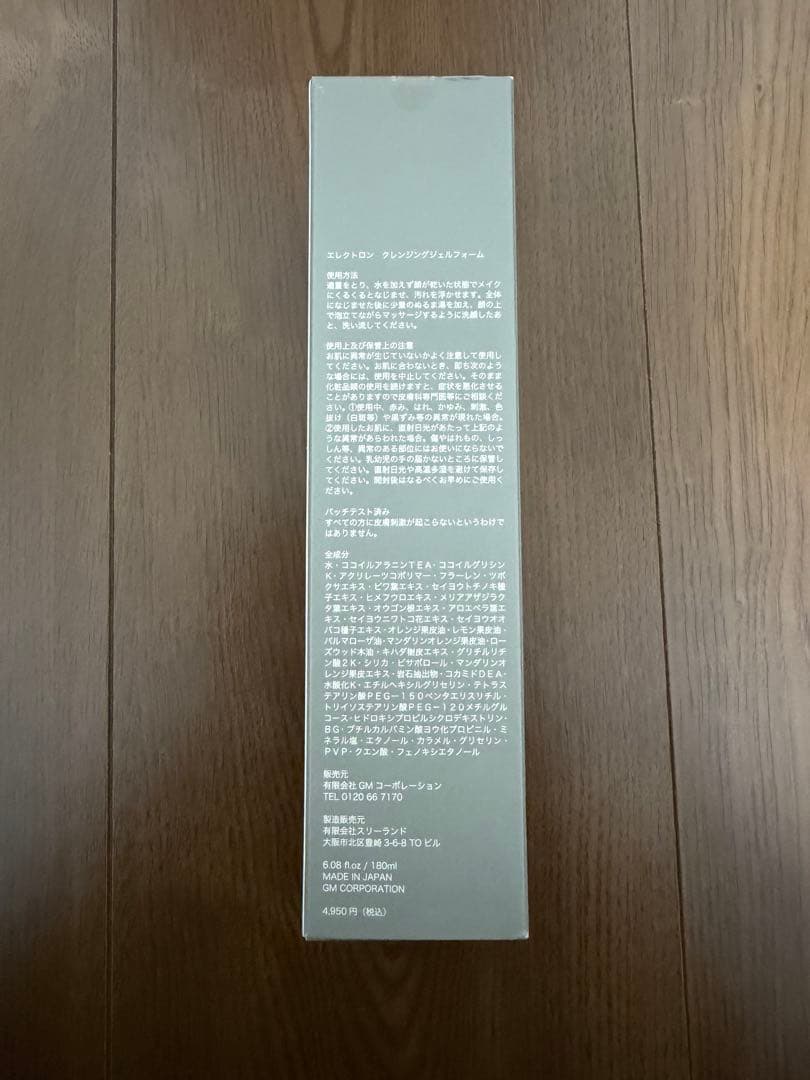 エレクトロン　クレンジングジェルフォーム
使用方法
適量をとり、水を加えず顔が乾いた状態でメイク
にくるくるとなじませ、汚れを浮かせます。全体
になじませた後に少量のぬるま湯を加え、顔の上
で泡立てながらマッサージするように洗顔したあ
と、洗い流してください。
使用上及び保管上の注意
お肌に異常が生じていないかよく注意して使用し
てください。お肌に合わないとき、即ち次のよう
な場合には、使用を中止してください。そのまま
化粧品類の使用を続けますと、症状を悪化させる
ことがありますので皮膚科専門医等にご相談くだ
さい。①使用中、赤み、はれ、かゆみ、刺激、色
抜け（白斑等）や黒ずみ等の異常が現れた場合。
②使用したお肌に、直射日光があたって上記のよ
うな異常があらわれた場合。傷やはれもの、しっ
しん等、異常のある部位にはお使いにならないで
ください。乳幼児の手の届かないところに保管し
てください。直射日光や高温多湿を避けて保存し
てください。開封後はなるべくお早めにご使用く
ださい。
パッチテスト済み
すべての方に皮膚刺激が起こらないというわけで
はありません。
全成分
水・ココイルアラニンＴＥＡ・ココイルグリシン
Ｋ・アクリレーツコポリマー・フラーレン・ツボ
クサエキス・ビワ葉エキス・セイヨウトチノキ種
子エキス・ヒメフウロエキス・メリアアザジラク
タ葉エキス・オウゴン根エキス・アロエベラ葉エ
キス・セイヨウニワトコ花エキス・セイヨウオオ
バコ種子エキス・オレンジ果皮油・レモン果皮油・
パルマローザ油・マンダリンオレンジ果皮油・ロー
ズウッド木油・キハダ樹皮エキス・グリチルリチ
ン酸２Ｋ・シリカ・ビサボロール・マンダリンオ
レンジ果皮エキス・岩石抽出物・コカミドＤＥＡ・
水酸化Ｋ・エチルヘキシルグリセリン・テトラス
テアリン酸ＰＥＧ－１５０ペンタエリスリチル・
トリイソステアリン酸ＰＥＧ－１２０メチルグル
コース・ヒドロキシプロピルシクロデキストリン・
ＢＧ・ブチルカルバミン酸ヨウ化プロピニル・ミ
ネラル塩・エタノール・カラメル・グリセリン・
ＰＶＰ・クエン酸・フェノキシエタノール
販売元
有限会社 GM コーポレーション
TEL 0120 66 7170
製造販売元
有限会社スリーランド
大阪市北区豊崎 3-6-8 TO ビル
6.08 fl.oz / 180ml
MADE IN JAPAN
GM CORPORATION
4,950 円（税込）